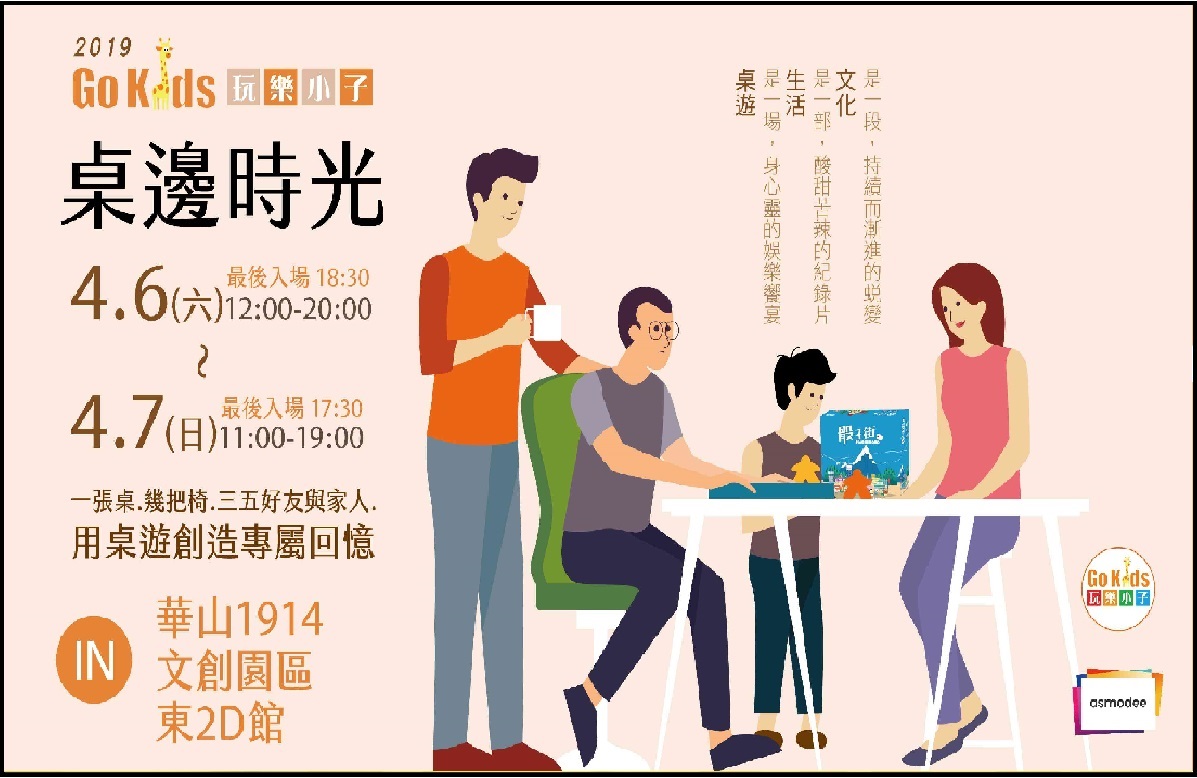 2019
Go Kids 玩樂小子
桌邊時光
4.6(六)
最後入場 18:30
12:00-20:00
~
4.7(日)
最後入場 17:30
11:00-19:00
一張桌.幾把椅.三五好友與家人.
用桌遊創造專屬回憶
IN
華山1914
文創園區
東2D館
文化
是一段，持續而漸進的蛻變
生活
是一部，酸甜苦辣的紀錄片
桌遊
是一場，身心靈的娛樂饗宴
Go Kids
玩樂小子
asmodee